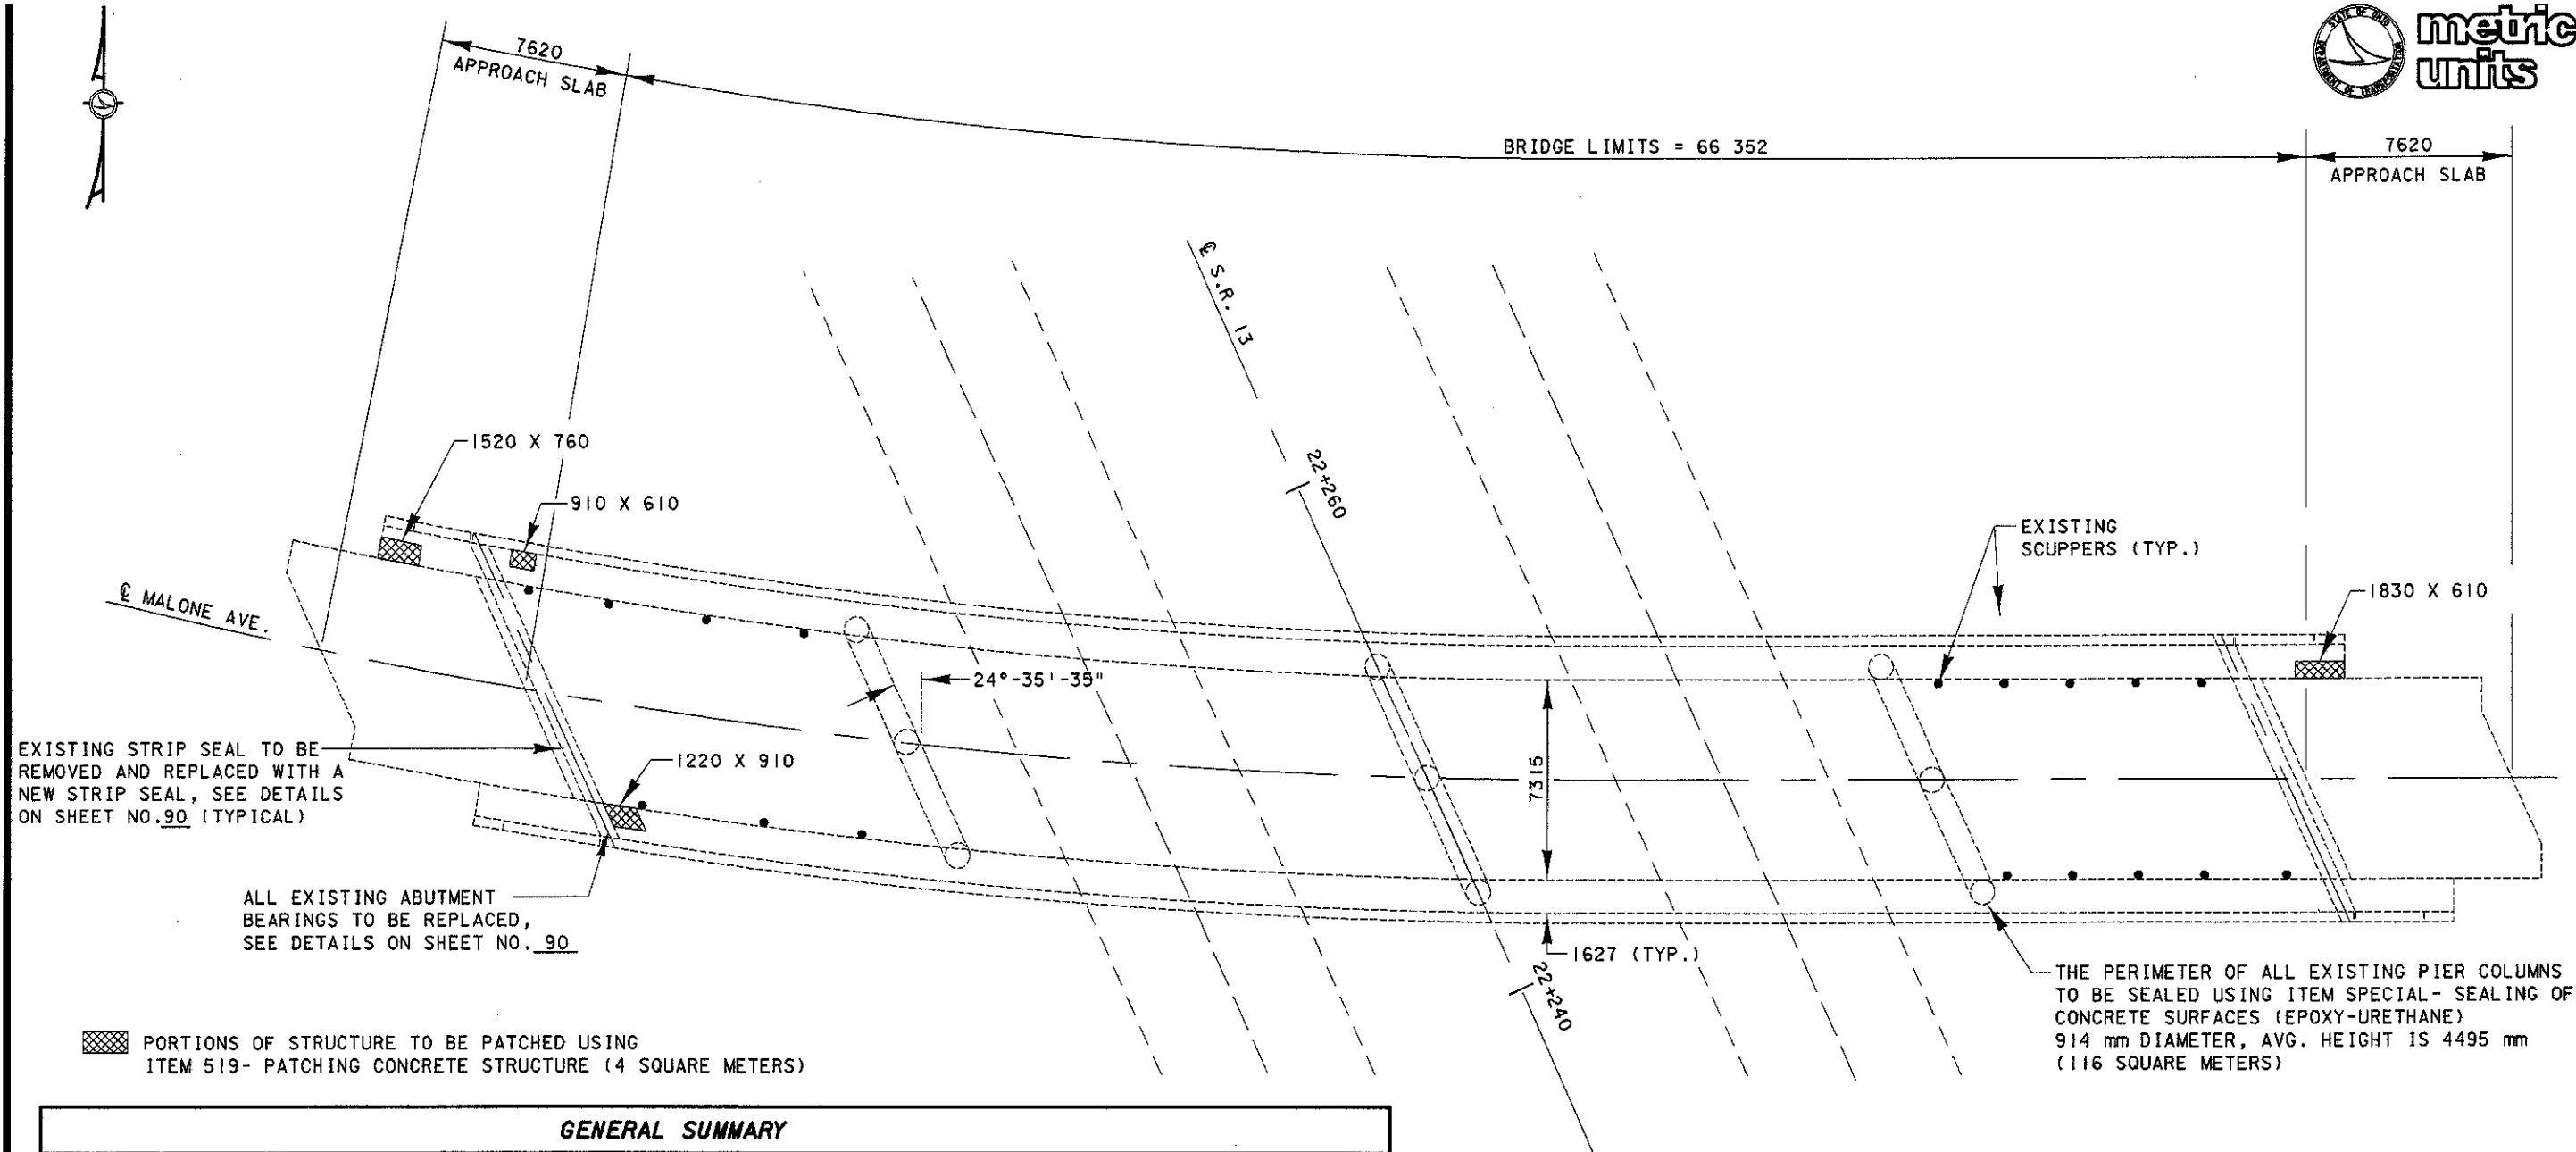 STATE OF OHIO
DEPARTMENT OF TRANSPORTATION
metric
units
7620
APPROACH SLAB
BRIDGE LIMITS = 66 352
7620
APPROACH SLAB
℄ S.R. 13
22+260
1520 X 760
910 X 610
EXISTING
SCUPPERS (TYP.)
1830 X 610
℄ MALONE AVE.
24°-35'-35"
7315
EXISTING STRIP SEAL TO BE
REMOVED AND REPLACED WITH A
NEW STRIP SEAL, SEE DETAILS
ON SHEET NO.90 (TYPICAL)
1220 X 910
ALL EXISTING ABUTMENT
BEARINGS TO BE REPLACED,
SEE DETAILS ON SHEET NO. 90
1627 (TYP.)
22+240
THE PERIMETER OF ALL EXISTING PIER COLUMNS
TO BE SEALED USING ITEM SPECIAL- SEALING OF
CONCRETE SURFACES (EPOXY-URETHANE)
914 mm DIAMETER, AVG. HEIGHT IS 4495 mm
(116 SQUARE METERS)
PORTIONS OF STRUCTURE TO BE PATCHED USING
ITEM 519- PATCHING CONCRETE STRUCTURE (4 SQUARE METERS)
GENERAL SUMMARY